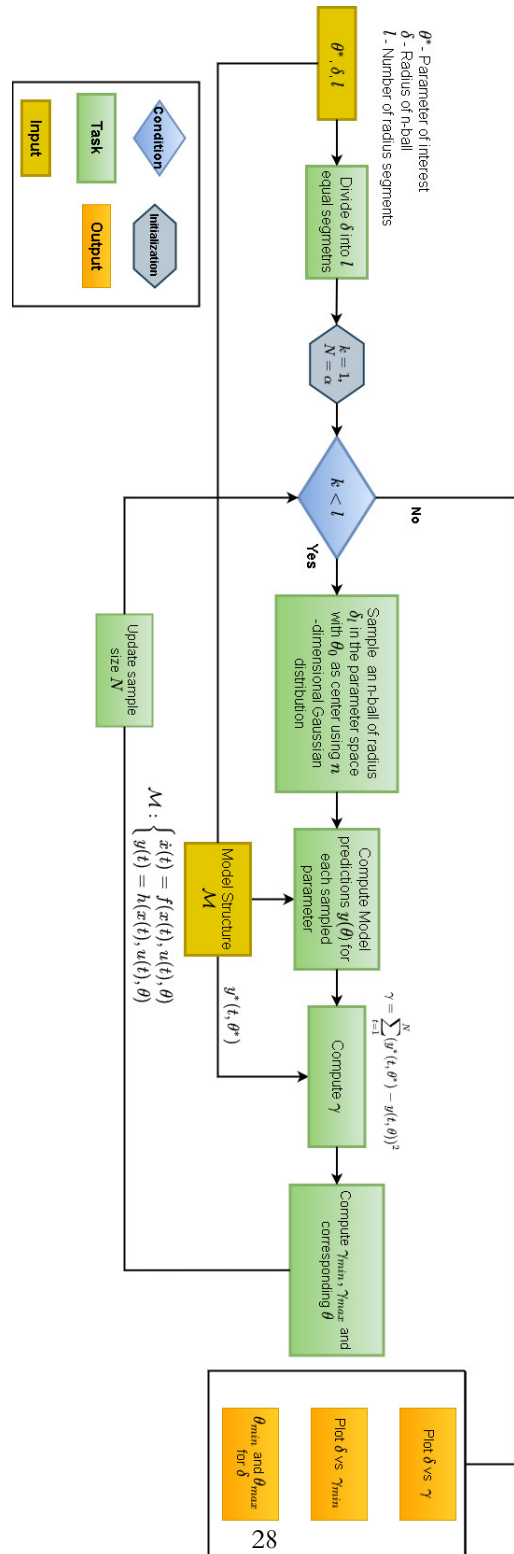 θ* - Parameter of interest
δ - Radius of n-ball
l - Number of radius segments
θ*, δ, l
Divide δ into l
equal segmetns
k = 1,
N = α
k < l
No
Yes
Sample an n-ball of radius
δ_l in the parameter space
with θ_0 as center using n
-dimensional Gaussian
distribution
Compute Model
predictions y(θ) for
each sampled
parameter
γ = ∑_{t=1}^{N} (y*(t, θ*) − y(t, θ))²
Compute γ
Compute γ_min, γ_max and
corresponding θ
Update sample
size N
Model Structure
M
y*(t, θ*)
M : { ẋ(t) = f(x(t), u(t), θ)
y(t) = h(x(t), u(t), θ)
Plot δ vs γ
Plot δ vs γ_min
θ_min and θ_max
for δ
Condition
Initialization
Task
Output
Input
28